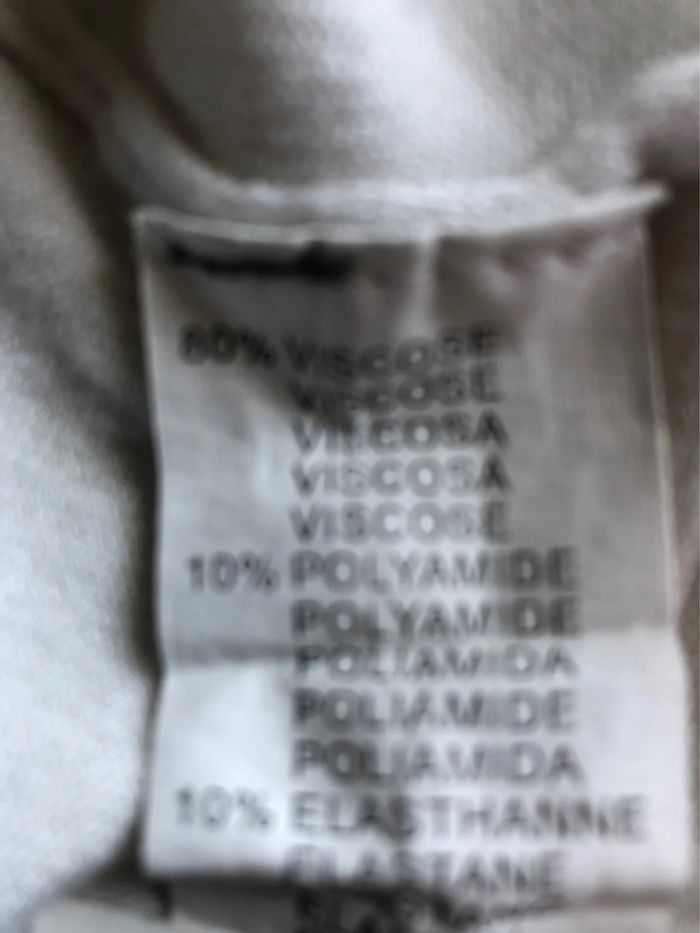 80% VISCOSE
VISCOSE
VISCOSA
VISCOSA
VISCOSE
10% POLYAMIDE
POLYAMIDE
POLIAMIDA
POLIAMIDE
POLIAMIDA
10% ELASTHANNE
ELASTANE